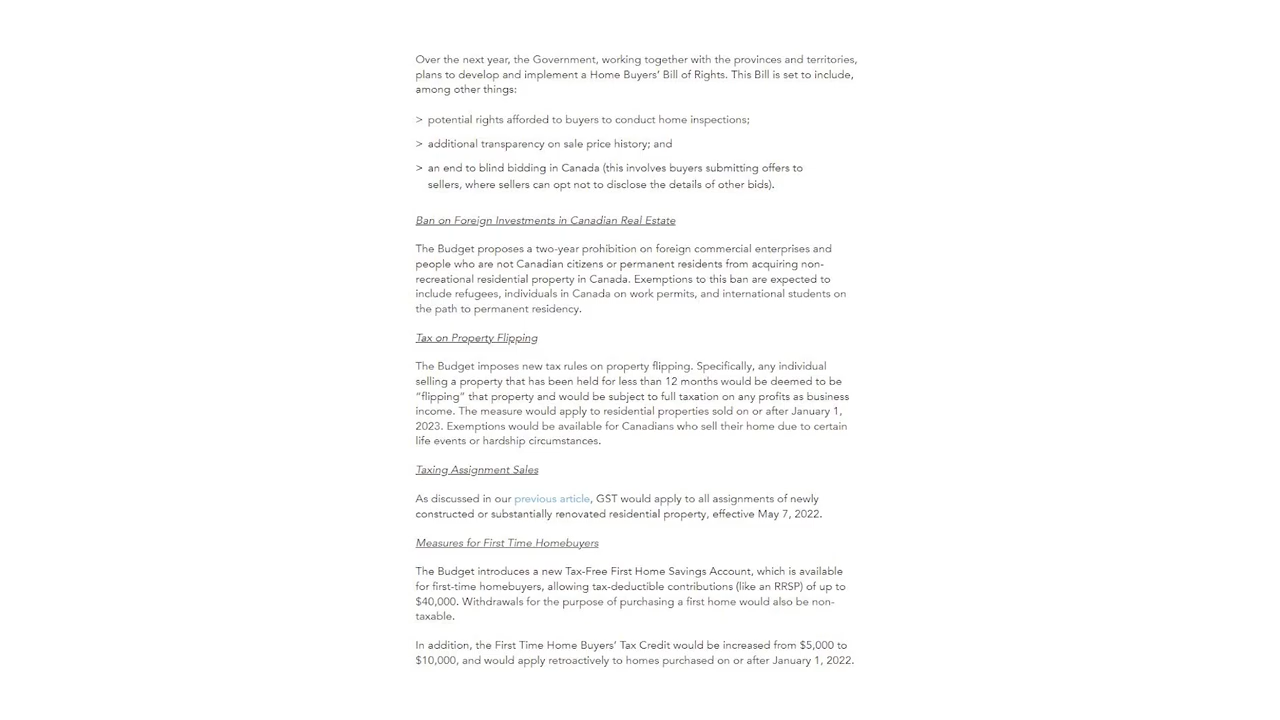 Over the next year, the Government, working together with the provinces and territories,
plans to develop and implement a Home Buyers' Bill of Rights. This Bill is set to include,
among other things:
> potential rights afforded to buyers to conduct home inspections;
> additional transparency on sale price history; and
> an end to blind bidding in Canada (this involves buyers submitting offers to
sellers, where sellers can opt not to disclose the details of other bids).
Ban on Foreign Investments in Canadian Real Estate
The Budget proposes a two-year prohibition on foreign commercial enterprises and
people who are not Canadian citizens or permanent residents from acquiring non-
recreational residential property in Canada. Exemptions to this ban are expected to
include refugees, individuals in Canada on work permits, and international students on
the path to permanent residency.
Tax on Property Flipping
The Budget imposes new tax rules on property flipping. Specifically, any individual
selling a property that has been held for less than 12 months would be deemed to be
"flipping" that property and would be subject to full taxation on any profits as business
income. The measure would apply to residential properties sold on or after January 1,
2023. Exemptions would be available for Canadians who sell their home due to certain
life events or hardship circumstances.
Taxing Assignment Sales
As discussed in our previous article, GST would apply to all assignments of newly
constructed or substantially renovated residential property, effective May 7, 2022.
Measures for First Time Homebuyers
The Budget introduces a new Tax-Free First Home Savings Account, which is available
for first-time homebuyers, allowing tax-deductible contributions (like an RRSP) of up to
$40,000. Withdrawals for the purpose of purchasing a first home would also be non-
taxable.
In addition, the First Time Home Buyers' Tax Credit would be increased from $5,000 to
$10,000, and would apply retroactively to homes purchased on or after January 1, 2022.